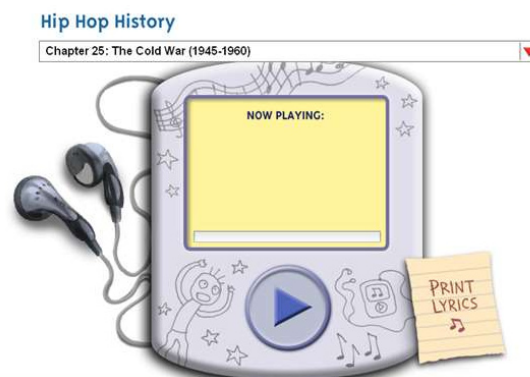 Hip Hop History
Chapter 25: The Cold War (1945-1960)
NOW PLAYING:
PRINT
LYRICS